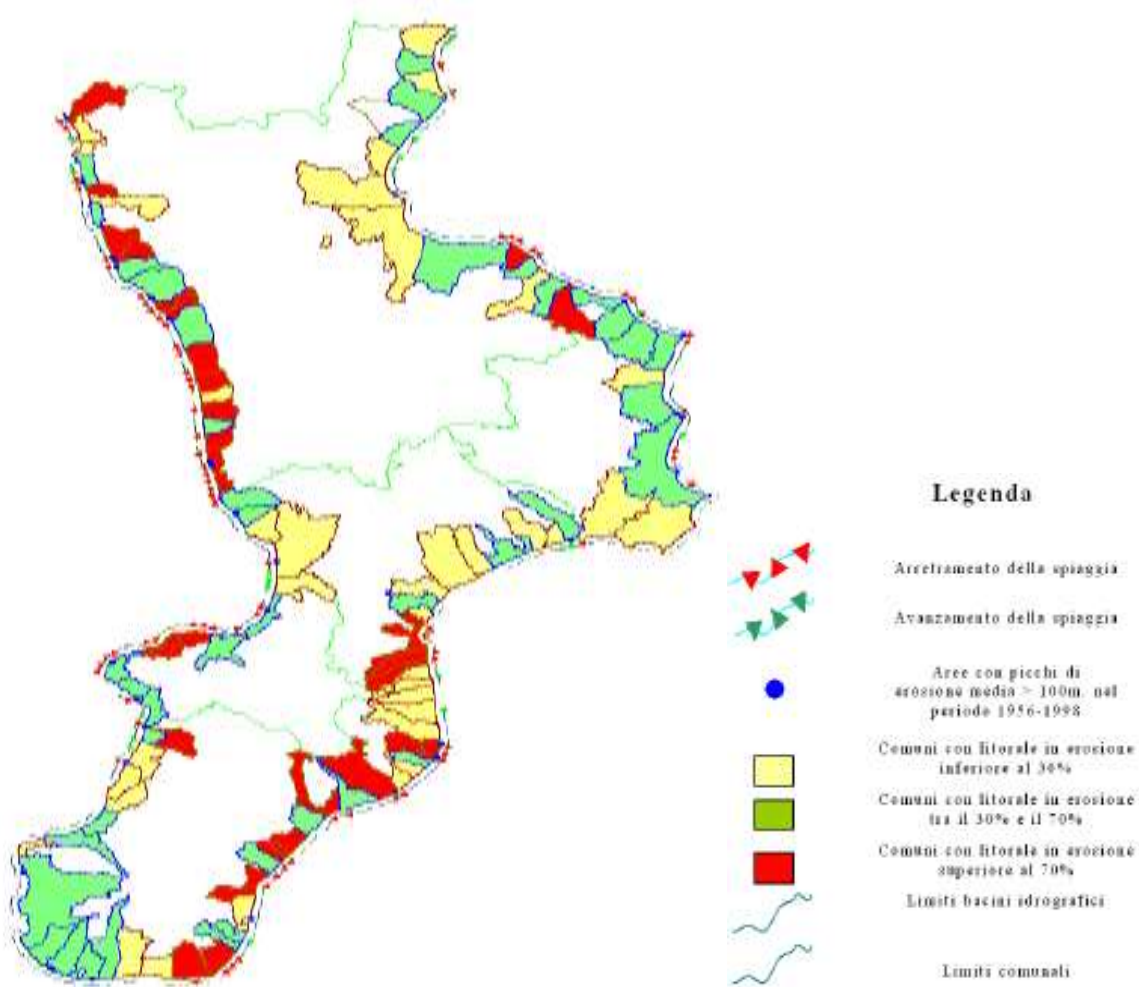 Legenda
Arretramento della spiaggia
Avanzamento della spiaggia
Aree con picchi di
erosione media > 100m nel
periodo 1956-1998
Comuni con litorale in erosione
inferiore al 30%
Comuni con litorale in erosione
tra il 30% e il 70%
Comuni con litorale in erosione
superiore al 70%
Limiti bacini idrografici
Limiti comunali